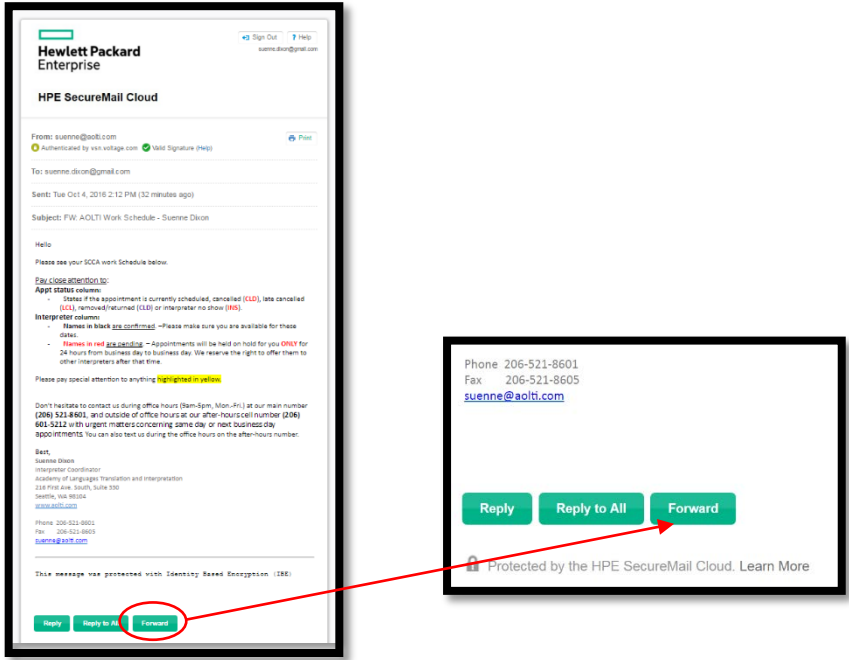 Sign Out ? Help
Hewlett Packard
Enterprise
suenne.dixon@gmail.com
HPE SecureMail Cloud
From: suenne@aolti.com
Print
Authenticated by vsn.voltage.com Valid Signature (Help)
To: suenne.dixon@gmail.com
Sent: Tue Oct 4, 2016 2:12 PM (32 minutes ago)
Subject: FW: AOLTI Work Schedule - Suenne Dixon
Hello
Please see your SCCA work Schedule below.
Pay close attention to:
Appt status column:
- States if the appointment is currently scheduled, cancelled (CLD), late cancelled
(LCL), removed/returned (CLD) or interpreter no show (INS).
Interpreter column:
- Names in black are confirmed. –Please make sure you are available for these
dates.
- Names in red are pending. – Appointments will be held on hold for you ONLY for
24 hours from business day to business day. We reserve the right to offer them to
other interpreters after that time.
Please pay special attention to anything highlighted in yellow.
Don't hesitate to contact us during office hours (9am-5pm, Mon.-Fri.) at our main number
(206) 521-8601, and outside of office hours at our after-hours cell number (206)
601-5212 with urgent matters concerning same day or next business day
appointments. You can also text us during the office hours on the after-hours number.
Best,
Suenne Dixon
Interpreter Coordinator
Academy of Languages Translation and Interpretation
216 First Ave. South, Suite 330
Seattle, WA 98104
www.aolti.com
Phone 206-521-8601
Fax 206-521-8605
suenne@aolti.com
This message was protected with Identity Based Encryption (IBE)
Reply Reply to All Forward
Phone 206-521-8601
Fax 206-521-8605
suenne@aolti.com
Reply Reply to All Forward
Protected by the HPE SecureMail Cloud. Learn More